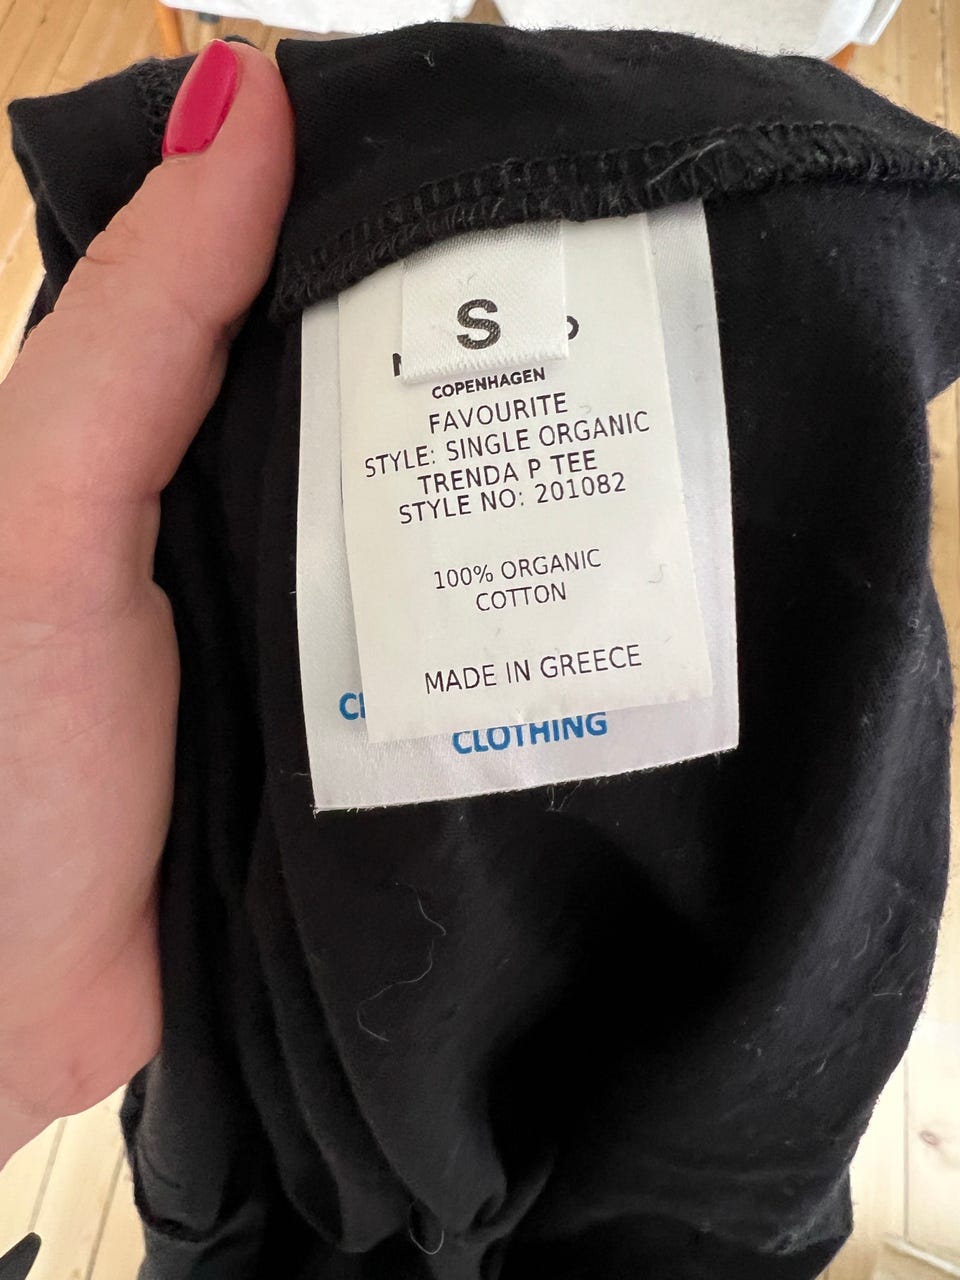 S
COPENHAGEN
FAVOURITE
STYLE: SINGLE ORGANIC
TRENDA P TEE
STYLE NO: 201082
100% ORGANIC
COTTON
MADE IN GREECE
CLOTHING